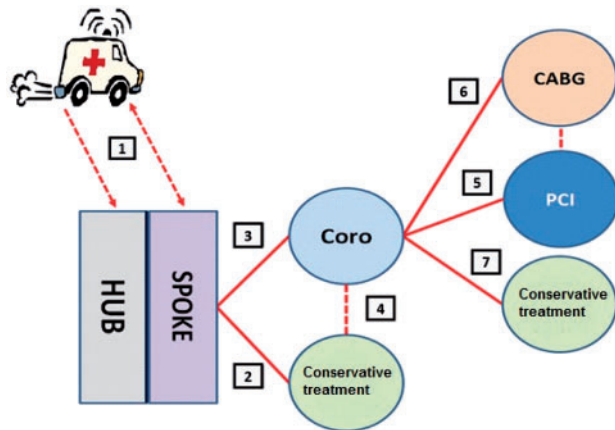 1
HUB
SPOKE
3
2
Coro
4
Conservative
treatment
6
5
7
CABG
PCI
Conservative
treatment